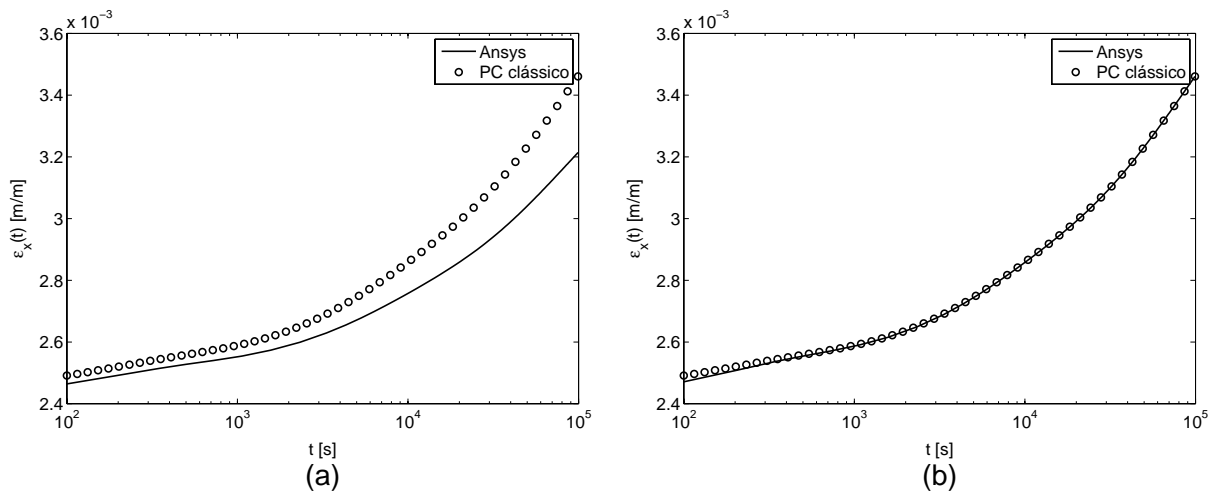 x 10⁻³
3.6
3.4
3.2
3
2.8
2.6
2.4
εₓ(t) [m/m]
Ansys
PC clássico
10²
10³
10⁴
10⁵
t [s]
(a)
x 10⁻³
3.6
3.4
3.2
3
2.8
2.6
2.4
εₓ(t) [m/m]
Ansys
PC clássico
10²
10³
10⁴
10⁵
t [s]
(b)